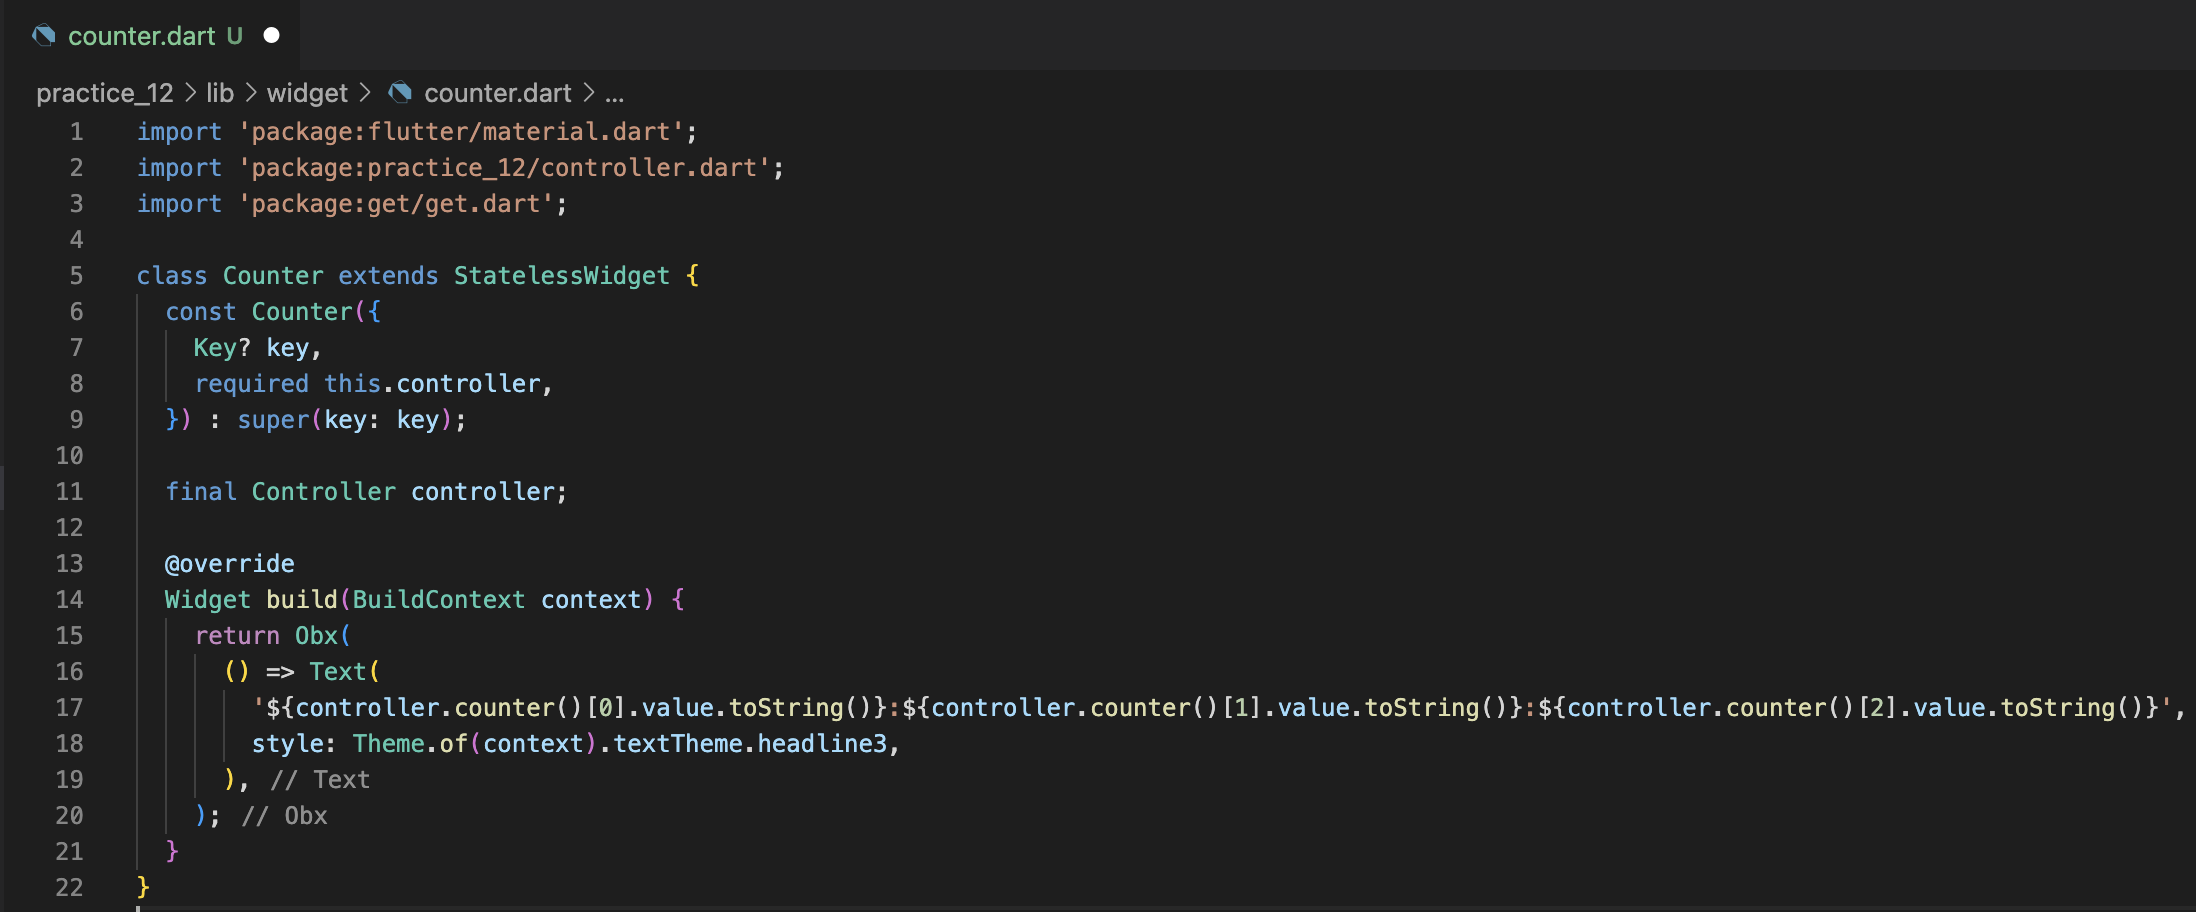 counter.dart U
practice_12 > lib > widget > counter.dart > ...
1 import 'package:flutter/material.dart';
2 import 'package:practice_12/controller.dart';
3 import 'package:get/get.dart';
4
5 class Counter extends StatelessWidget {
6   const Counter({
7     Key? key,
8     required this.controller,
9   }) : super(key: key);
10
11   final Controller controller;
12
13   @override
14   Widget build(BuildContext context) {
15     return Obx(
16       () => Text(
17         '${controller.counter()[0].value.toString()}:${controller.counter()[1].value.toString()}:${controller.counter()[2].value.toString()}',
18         style: Theme.of(context).textTheme.headline3,
19       ), // Text
20     ); // Obx
21   }
22 }